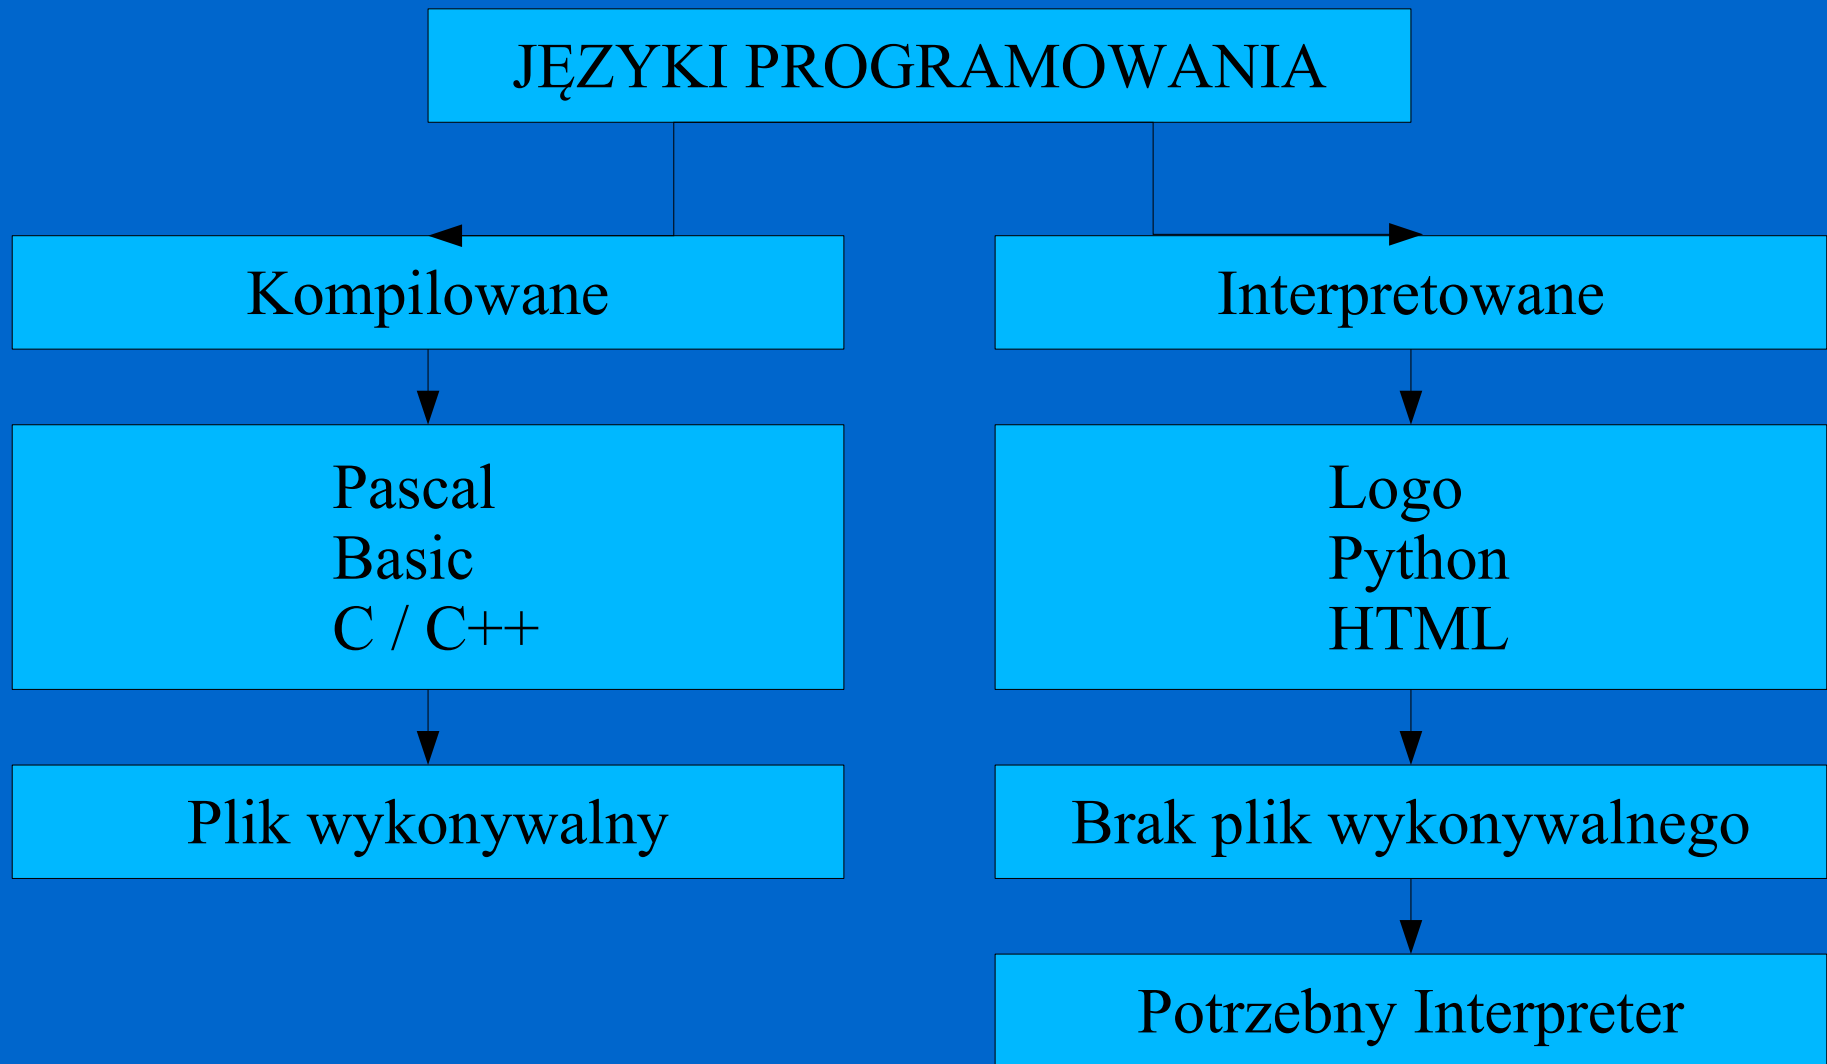 JĘZYKI PROGRAMOWANIA
Kompilowane
Interpretowane
Pascal
Basic
C / C++
Logo
Python
HTML
Plik wykonywalny
Brak plik wykonywalnego
Potrzebny Interpreter